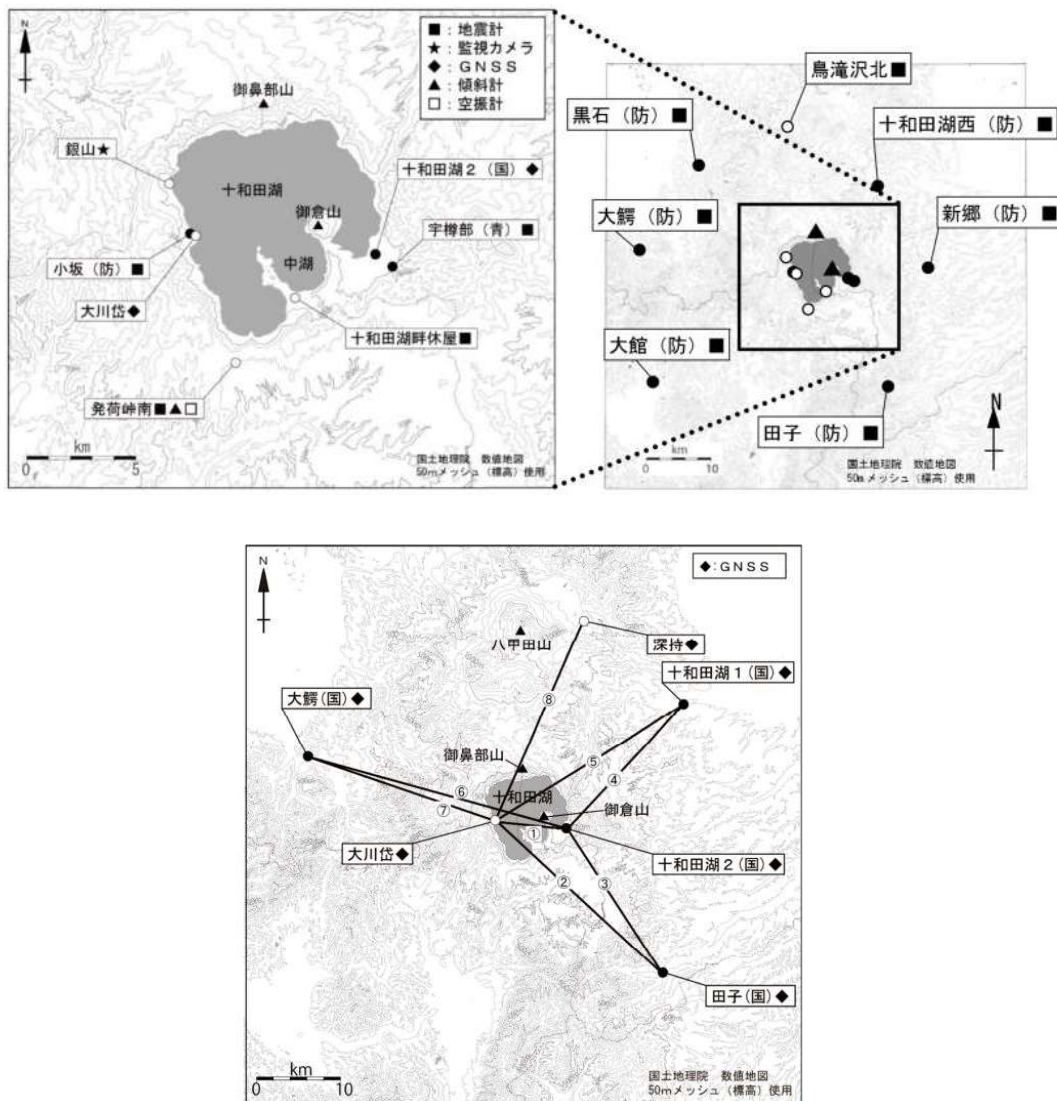 N
■：地震計
★：監視カメラ
◆：ＧＮＳＳ
▲：傾斜計
○：空振計
御鼻部山
銀山★
十和田湖
十和田湖２（国）◆
御倉山
宇樽部（青）■
小坂（防）■
中湖
大川岱◆
十和田湖畔休屋■
発荷峠南■▲□
km
0 5
国土地理院　数値地図
50mメッシュ（標高）使用
鳥滝沢北■
黒石（防）■
十和田湖西（防）■
大鰐（防）■
新郷（防）■
大館（防）■
田子（防）■
N
km
0 10
国土地理院　数値地図
50mメッシュ（標高）使用
N
◆:ＧＮＳＳ
八甲田山
深持◆
十和田湖１(国)◆
大鰐(国)◆
⑧
御鼻部山
⑤
④
⑥
十和田湖
⑦
御倉山
①
大川岱◆
十和田湖２(国)◆
②
③
田子(国)◆
km
0 10
国土地理院　数値地図
50mメッシュ（標高）使用